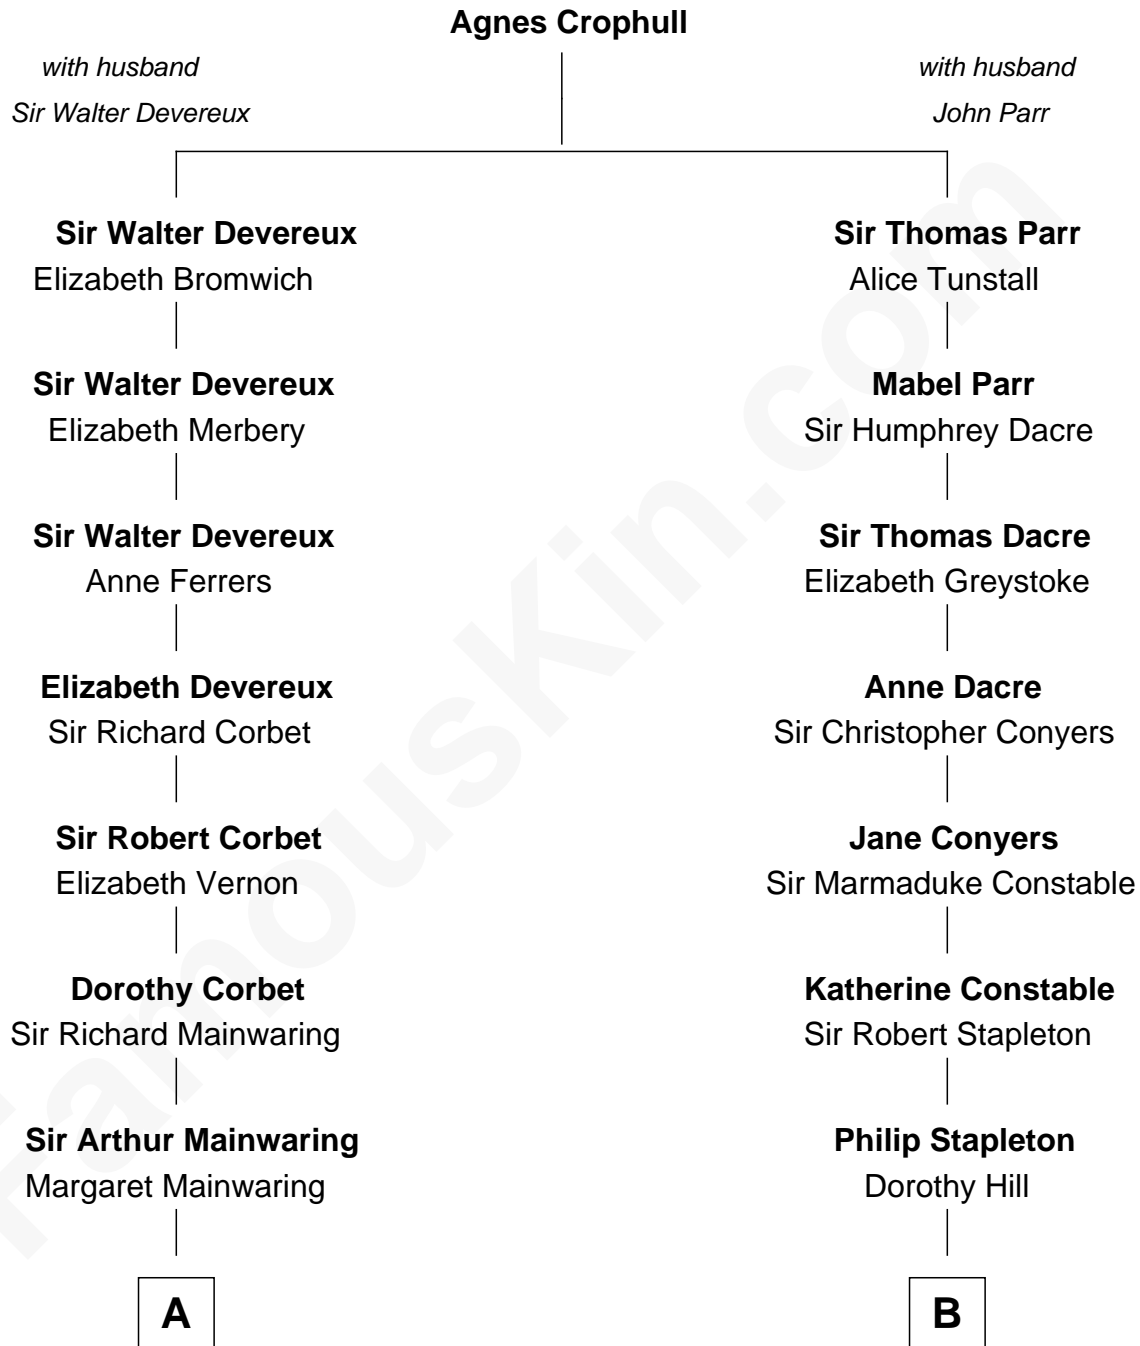 Agnes Crophull
with husband
Sir Walter Devereux
with husband
John Parr
Sir Walter Devereux
Elizabeth Bromwich
Sir Thomas Parr
Alice Tunstall
Sir Walter Devereux
Elizabeth Merbery
Mabel Parr
Sir Humphrey Dacre
Sir Walter Devereux
Anne Ferrers
Sir Thomas Dacre
Elizabeth Greystoke
Elizabeth Devereux
Sir Richard Corbet
Anne Dacre
Sir Christopher Conyers
Sir Robert Corbet
Elizabeth Vernon
Jane Conyers
Sir Marmaduke Constable
Dorothy Corbet
Sir Richard Mainwaring
Katherine Constable
Sir Robert Stapleton
Sir Arthur Mainwaring
Margaret Mainwaring
Philip Stapleton
Dorothy Hill
A
B
FamousKin.com